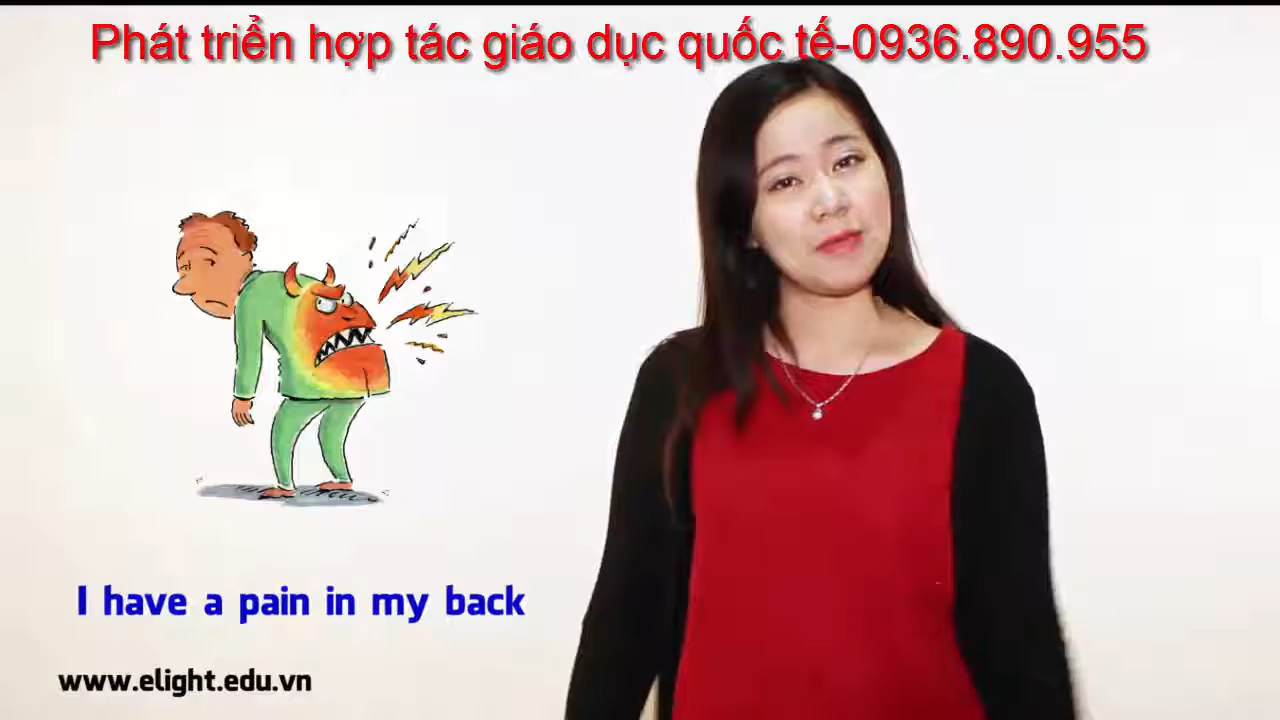 Phát triển hợp tác giáo dục quốc tế-0936.890.955
I have a pain in my back
www.elight.edu.vn